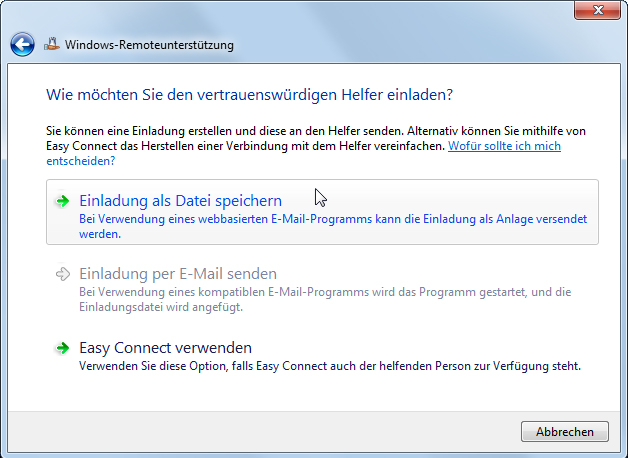 Windows-Remoteunterstützung
Wie möchten Sie den vertrauenswürdigen Helfer einladen?
Sie können eine Einladung erstellen und diese an den Helfer senden. Alternativ können Sie mithilfe von
Easy Connect das Herstellen einer Verbindung mit dem Helfer vereinfachen. Wofür sollte ich mich
entscheiden?
Einladung als Datei speichern
Bei Verwendung eines webbasierten E-Mail-Programms kann die Einladung als Anlage versendet
werden.
Einladung per E-Mail senden
Bei Verwendung eines kompatiblen E-Mail-Programms wird das Programm gestartet, und die
Einladungsdatei wird angefügt.
Easy Connect verwenden
Verwenden Sie diese Option, falls Easy Connect auch der helfenden Person zur Verfügung steht.
Abbrechen